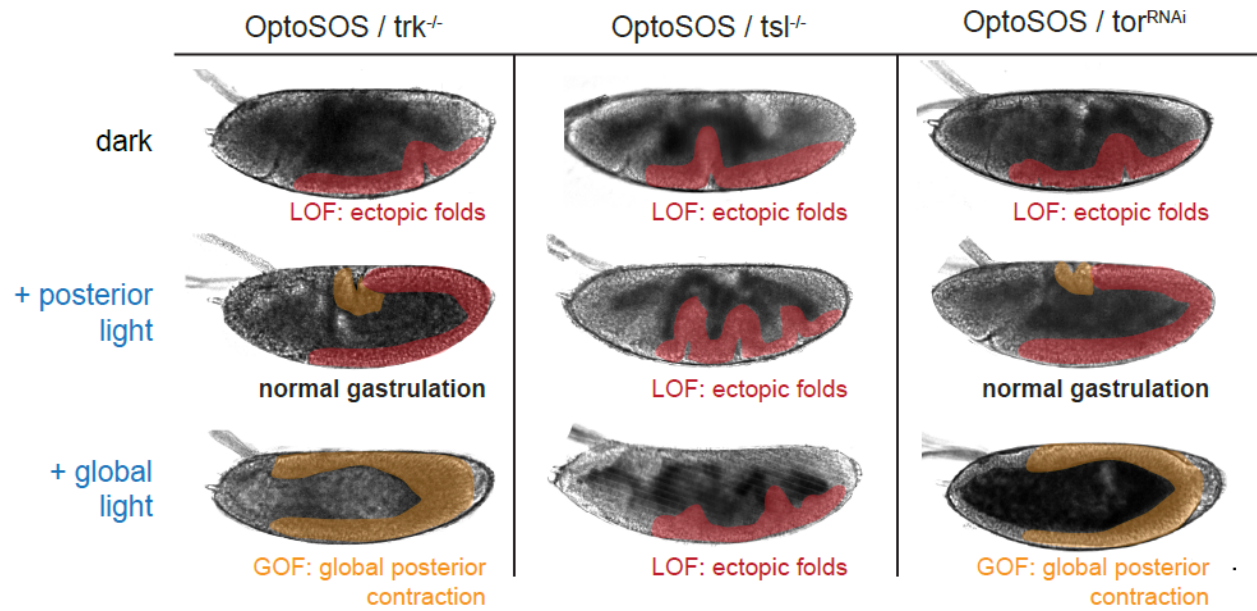 OptoSOS / trk-/-
OptoSOS / tsl-/-
OptoSOS / torRNAi
dark
LOF: ectopic folds
LOF: ectopic folds
LOF: ectopic folds
+ posterior
light
normal gastrulation
LOF: ectopic folds
normal gastrulation
+ global
light
GOF: global posterior
contraction
LOF: ectopic folds
GOF: global posterior
contraction